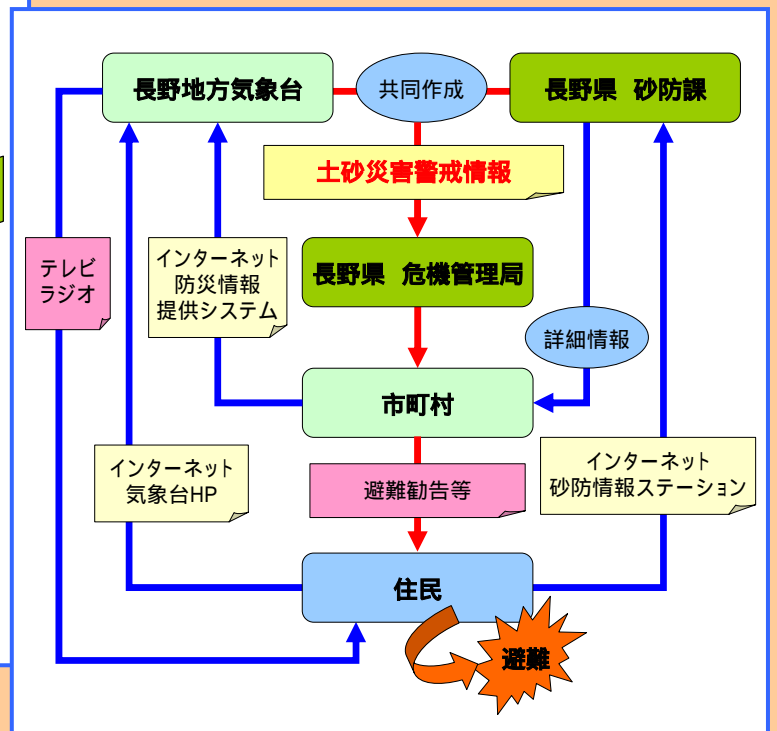 長野地方気象台
共同作成
長野県 砂防課
土砂災害警戒情報
テレビ
ラジオ
インターネット
防災情報
提供システム
長野県 危機管理局
詳細情報
市町村
インターネット
気象台HP
避難勧告等
インターネット
砂防情報ステーション
住民
避難